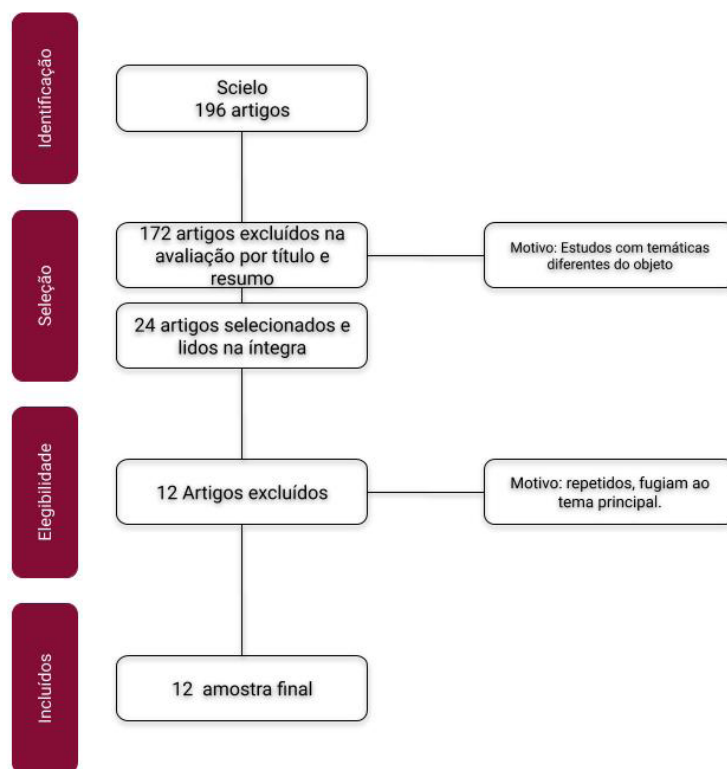 Identificação
Scielo
196 artigos
Seleção
172 artigos excluídos na
avaliação por título e
resumo
Motivo: Estudos com temáticas
diferentes do objeto
24 artigos selecionados e
lidos na íntegra
Elegibilidade
12 Artigos excluídos
Motivo: repetidos, fugiam ao
tema principal.
Incluídos
12 amostra final